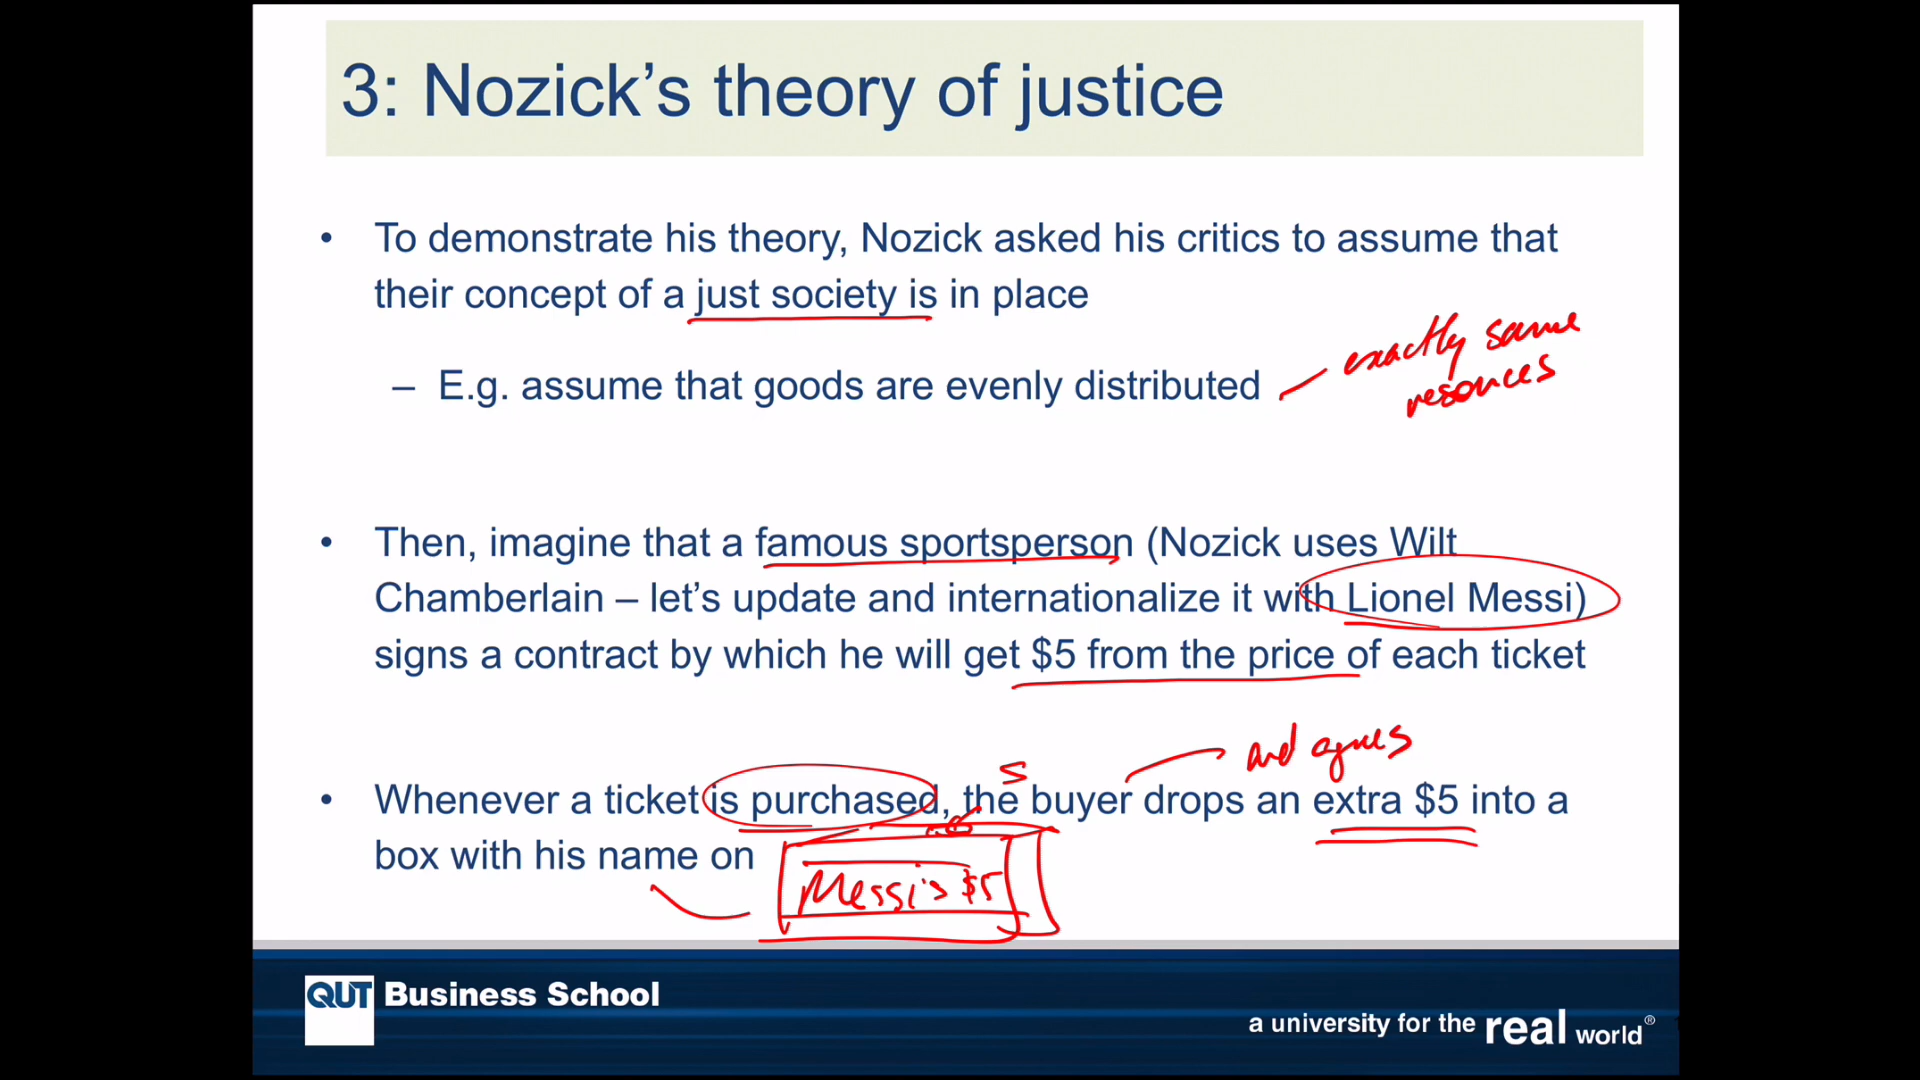 3: Nozick’s theory of justice
• To demonstrate his theory, Nozick asked his critics to assume that
their concept of a just society is in place
exactly same
resources
– E.g. assume that goods are evenly distributed
• Then, imagine that a famous sportsperson (Nozick uses Wilt
Chamberlain – let’s update and internationalize it with Lionel Messi)
signs a contract by which he will get $5 from the price of each ticket
and agrees
• Whenever a ticket is purchased, the buyer drops an extra $5 into a
box with his name on
Messi's $5
QUT Business School
a university for the real world®